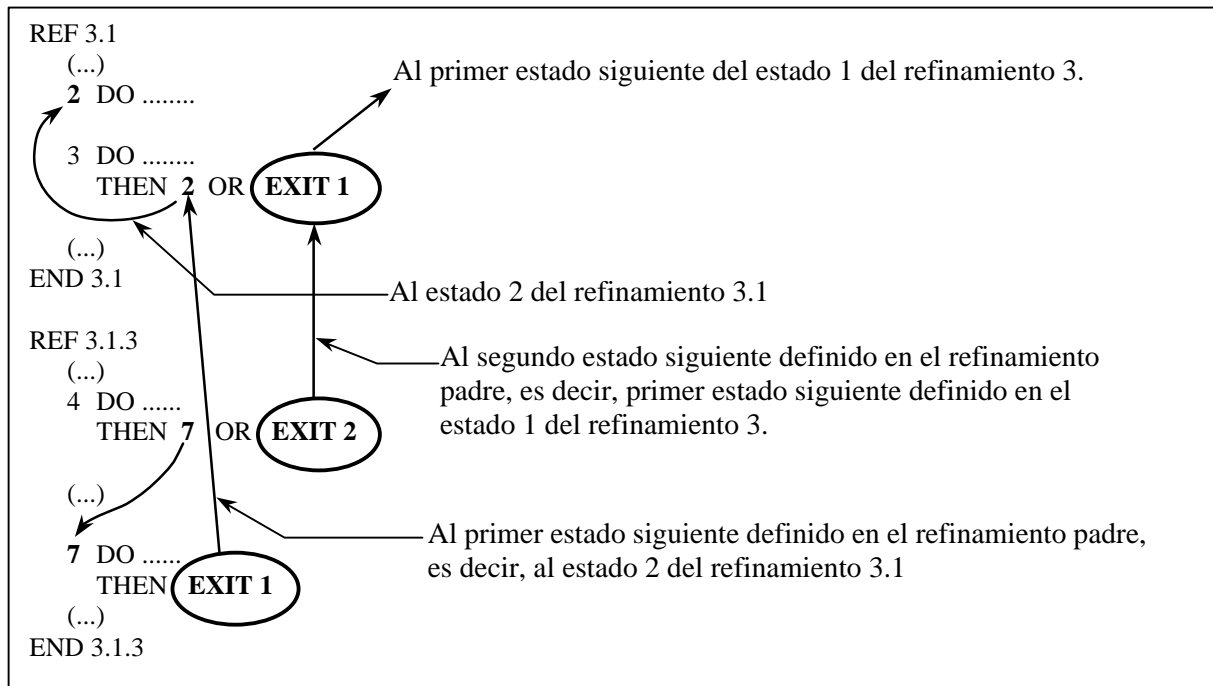 REF 3.1
(...)
Al primer estado siguiente del estado 1 del refinamiento 3.
2 DO ........
3 DO ........
THEN 2 OR EXIT 1
(...)
END 3.1
Al estado 2 del refinamiento 3.1
REF 3.1.3
(...)
4 DO ......
THEN 7 OR EXIT 2
Al segundo estado siguiente definido en el refinamiento
padre, es decir, primer estado siguiente definido en el
estado 1 del refinamiento 3.
(...)
7 DO ......
THEN EXIT 1
(...)
END 3.1.3
Al primer estado siguiente definido en el refinamiento padre,
es decir, al estado 2 del refinamiento 3.1